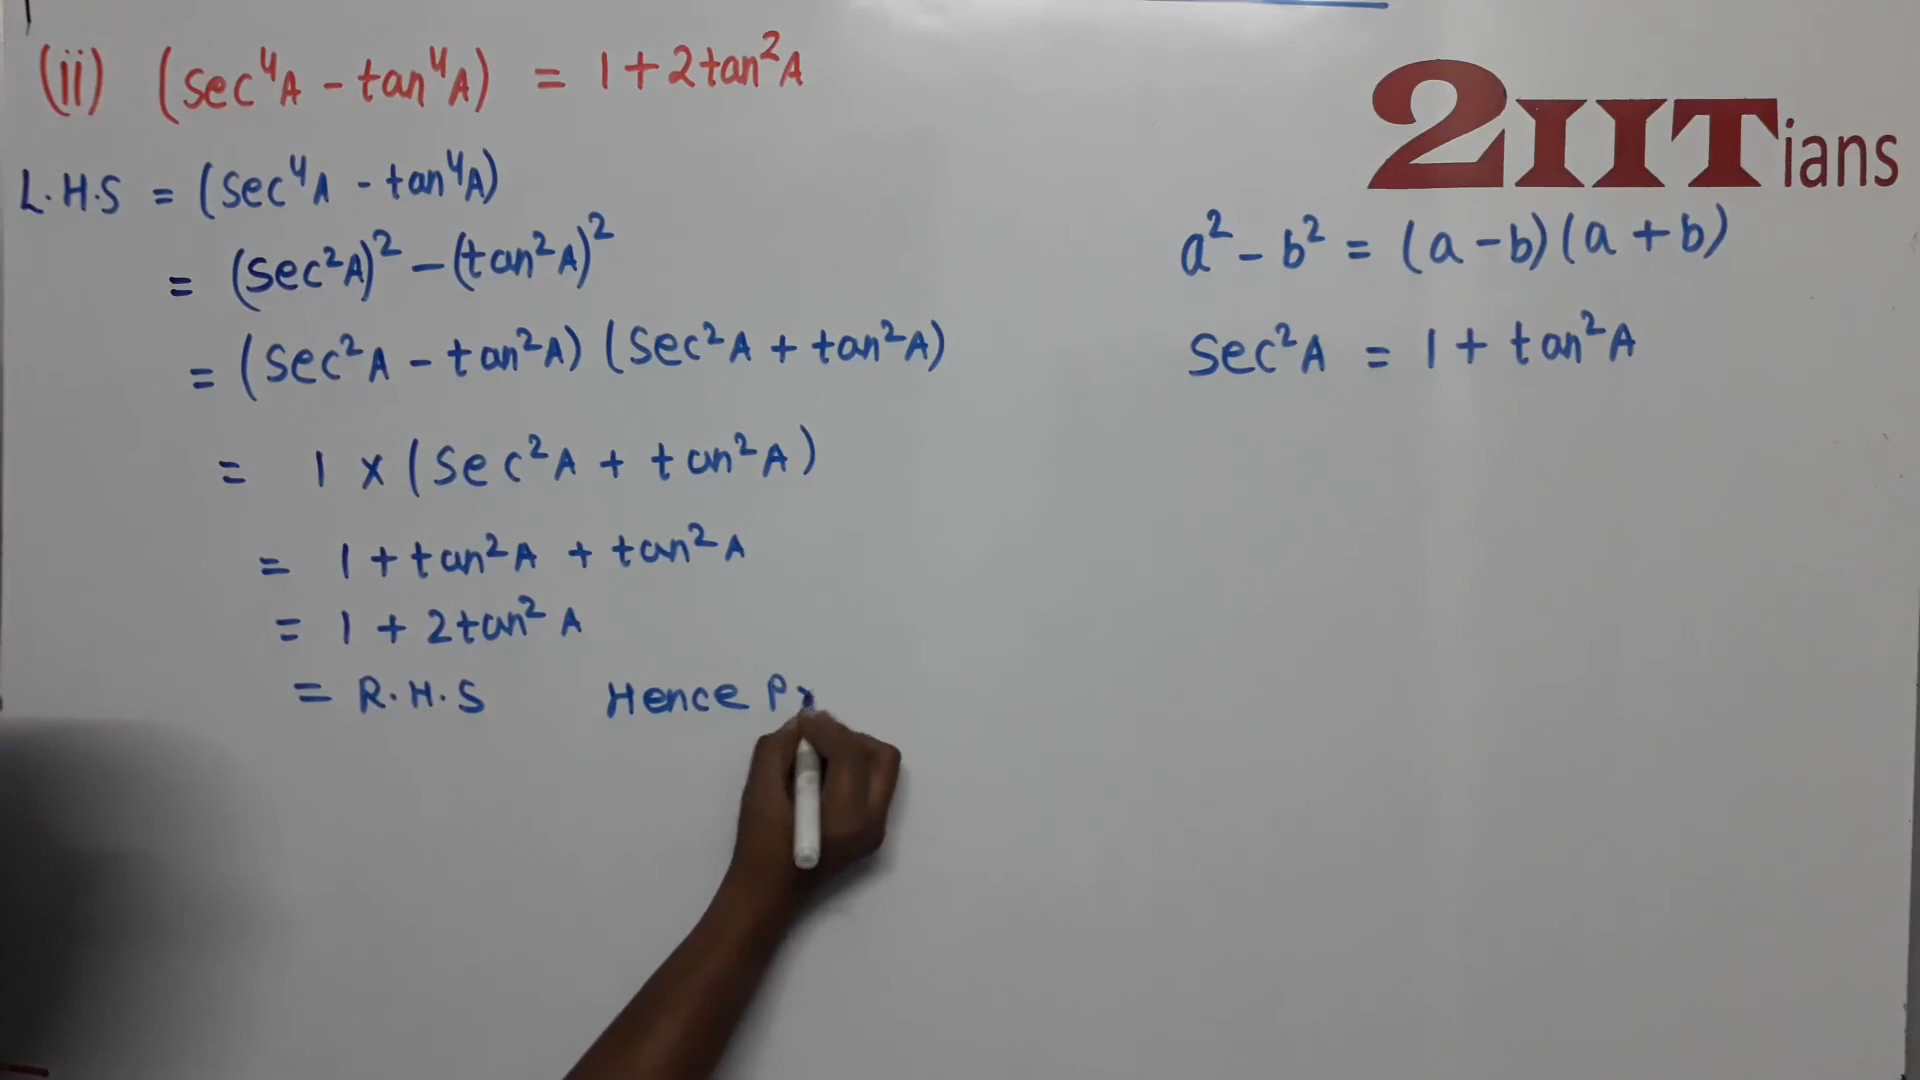 (ii) (sec⁴A - tan⁴A) = 1 + 2tan²A
L.H.S = (sec⁴A - tan⁴A)
= (sec²A)² - (tan²A)²
= (sec²A - tan²A) (sec²A + tan²A)
= 1 × (sec²A + tan²A)
= 1 + tan²A + tan²A
= 1 + 2tan²A
= R.H.S Hence
2IITians
a² - b² = (a - b)(a + b)
sec²A = 1 + tan²A